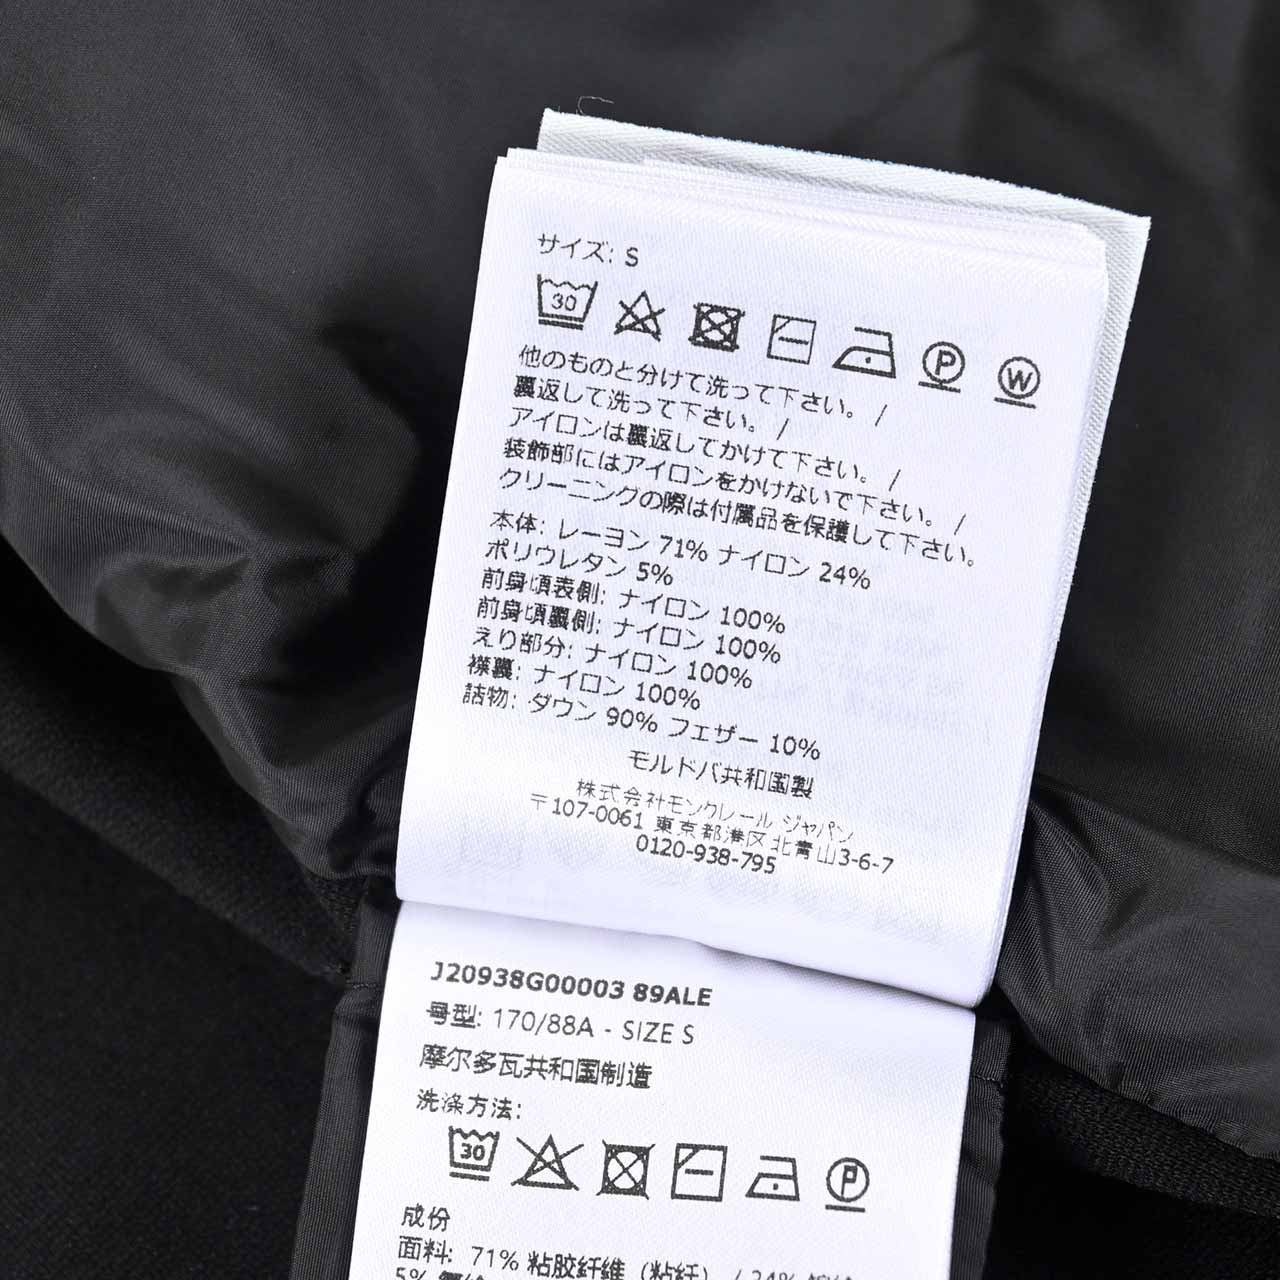 サイズ: S
30
P W
他のものと分けて洗って下さい。 /
裏返して洗って下さい。 /
アイロンは裏返してかけて下さい。 /
装飾部にはアイロンをかけないで下さい。 /
クリーニングの際は付属品を保護して下さい。
本体: レーヨン 71% ナイロン 24%
ポリウレタン 5%
前身頃表側: ナイロン 100%
前身頃裏側: ナイロン 100%
えり部分: ナイロン 100%
襟裏: ナイロン 100%
詰物: ダウン 90% フェザー 10%
モルドバ共和国製
株式会社モンクレール ジャパン
〒107-0061 東京都港区北青山3-6-7
0120-938-795
J20938G00003 89ALE
号型: 170/88A - SIZE S
摩尔多瓦共和国制造
洗涤方法:
30 P
成份
面料: 71% 粘胶纤维（粘纤）/ 24%
5%